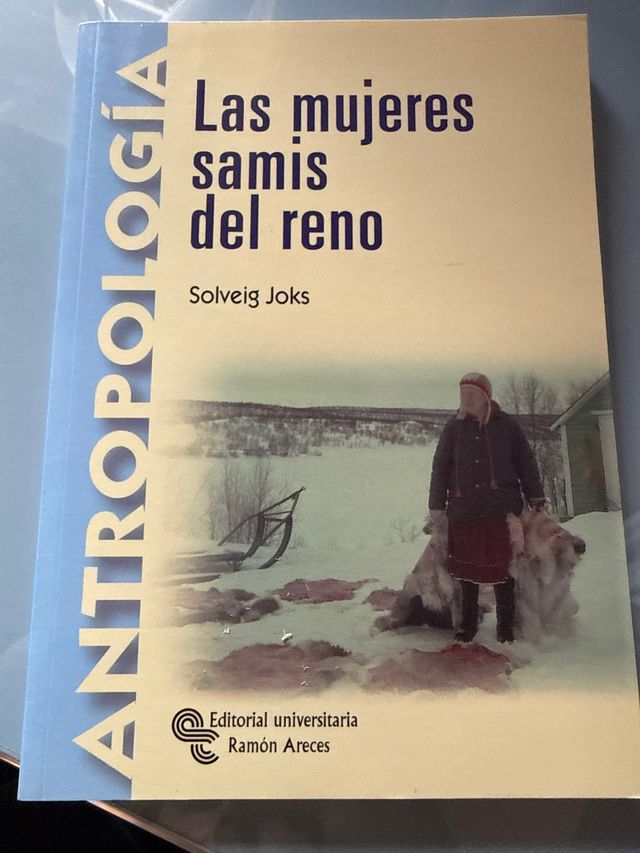 ANTROPOLOGÍA
Las mujeres
samis
del reno
Solveig Joks
Editorial universitaria
Ramón Areces